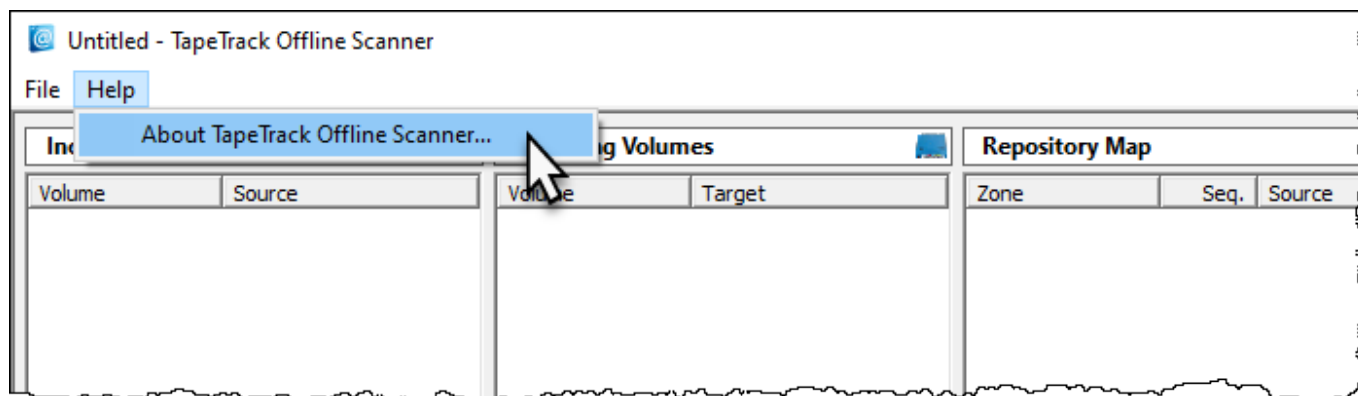 Untitled - TapeTrack Offline Scanner
File Help
About TapeTrack Offline Scanner...
Volumes Repository Map
Volume Source Volume Target Zone Seq. Source